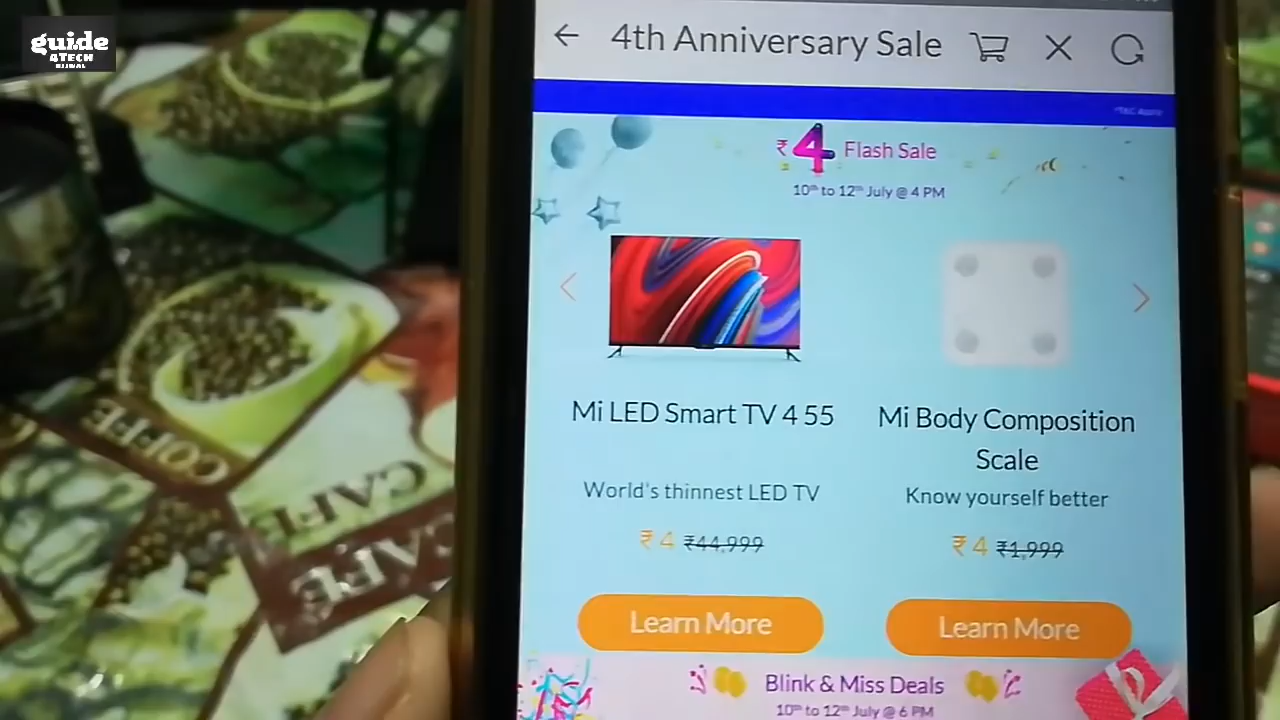 guide
4TECH
4th Anniversary Sale
*T&C Apply
₹4 Flash Sale
10th to 12th July @ 4 PM
Mi LED Smart TV 4 55
World's thinnest LED TV
₹ 4 ₹44,999
Learn More
Mi Body Composition
Scale
Know yourself better
₹ 4 ₹1,999
Learn More
Blink & Miss Deals
10th to 12th July @ 6 PM
COFFE
CAFE
CAFÉ